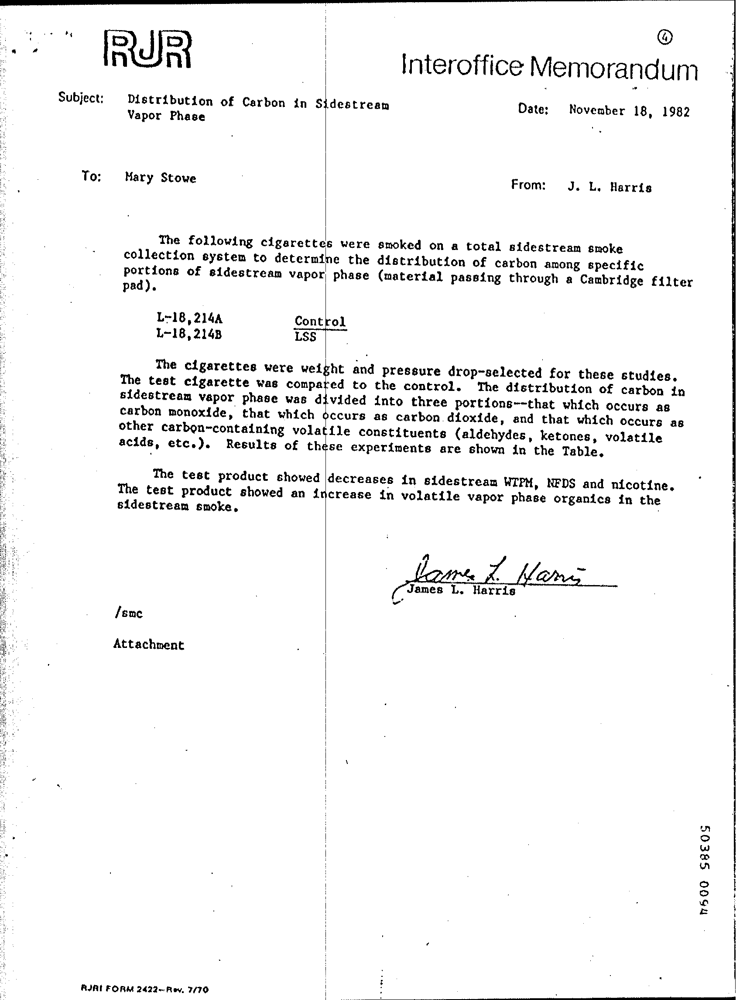 ④
RJR
Interoffice Memorandum
Subject: Distribution of Carbon in Sidestream
Vapor Phase
Date: November 18, 1982
To: Mary Stowe
From: J. L. Harris
The following cigarettes were smoked on a total sidestream smoke
collection system to determine the distribution of carbon among specific
portions of sidestream vapor phase (material passing through a Cambridge filter
pad).
L-18,214A Control
L-18,214B LSS
The cigarettes were weight and pressure drop-selected for these studies.
The test cigarette was compared to the control. The distribution of carbon in
sidestream vapor phase was divided into three portions--that which occurs as
carbon monoxide, that which occurs as carbon dioxide, and that which occurs as
other carbon-containing volatile constituents (aldehydes, ketones, volatile
acids, etc.). Results of these experiments are shown in the Table.
The test product showed decreases in sidestream WTPM, NFDS and nicotine.
The test product showed an increase in volatile vapor phase organics in the
sidestream smoke.
James L. Harris
James L. Harris
/smc
Attachment
50385 0094
RJRI FORM 2422-Rev. 7/70